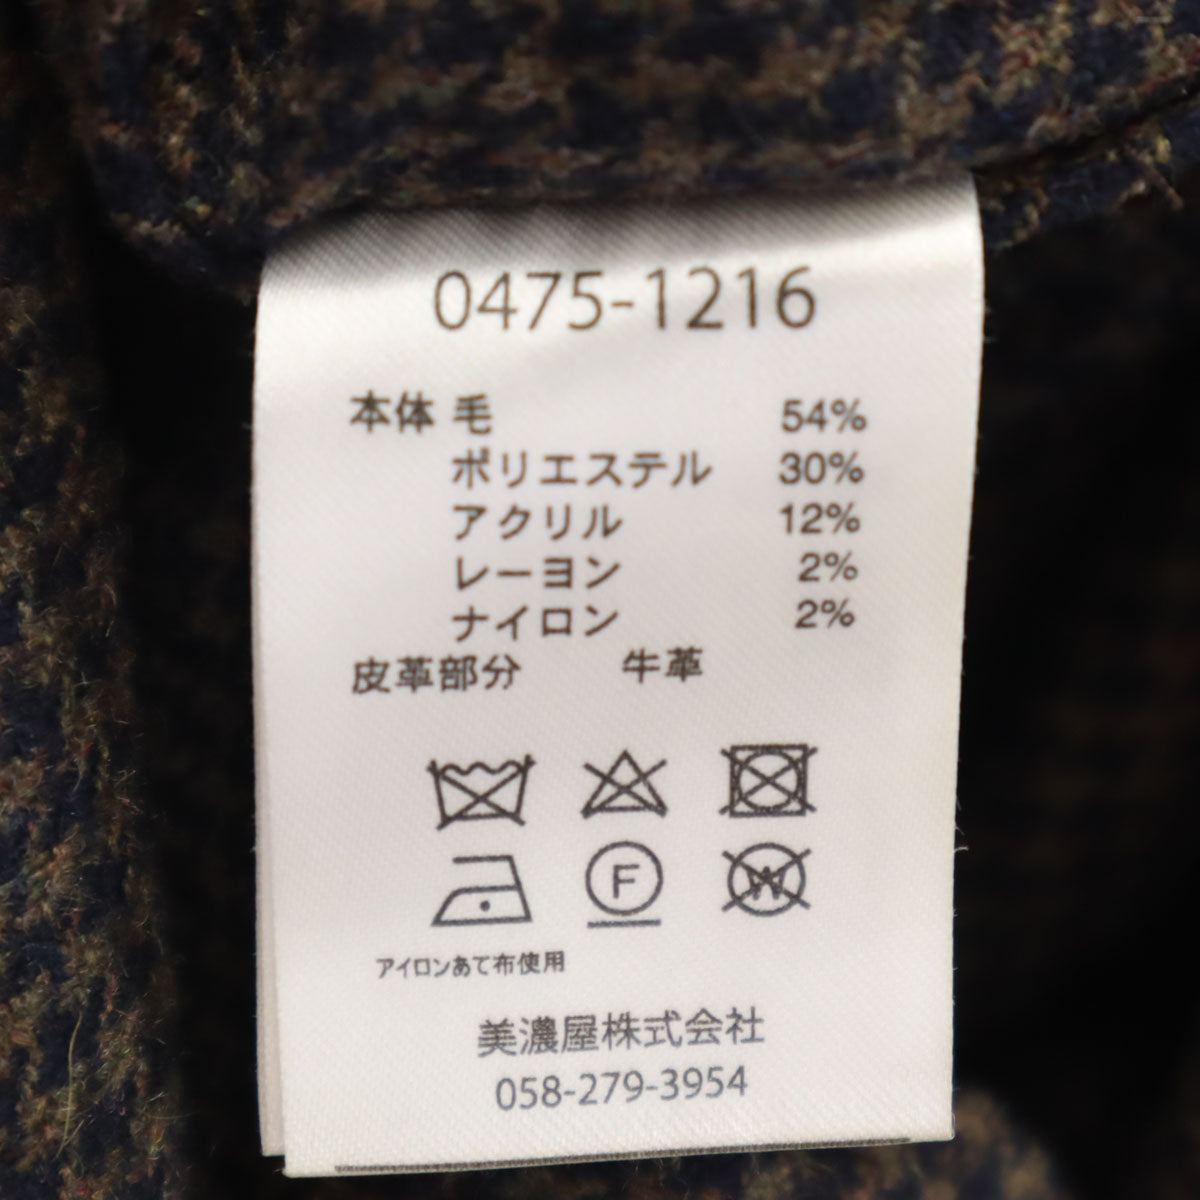 0475-1216
本体 毛 54%
ポリエステル 30%
アクリル 12%
レーヨン 2%
ナイロン 2%
皮革部分 牛革
F W
アイロンあて布使用
美濃屋株式会社
058-279-3954